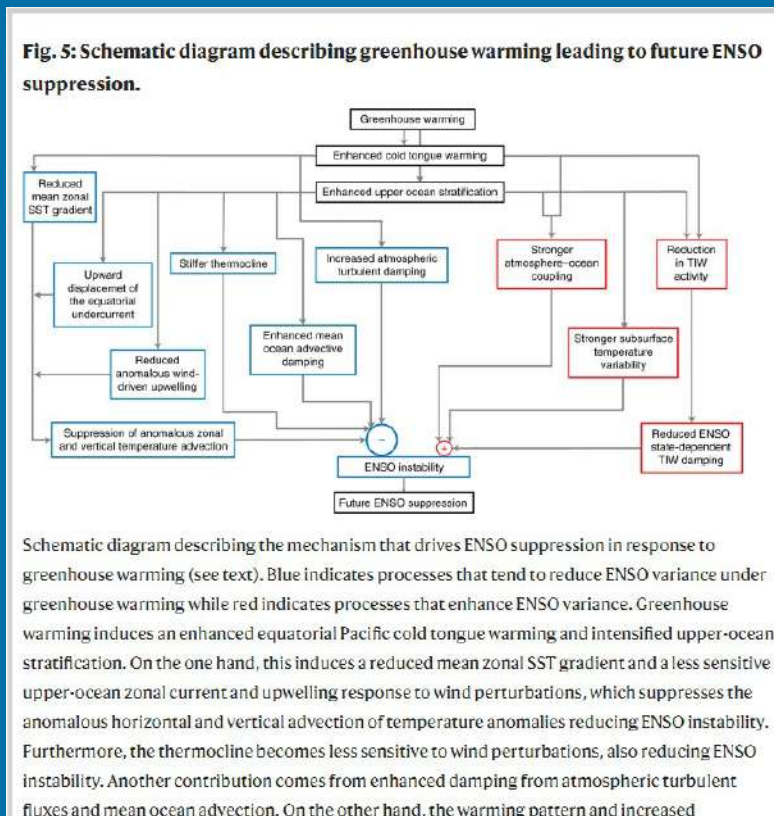 Fig. 5: Schematic diagram describing greenhouse warming leading to future ENSO
suppression.
Greenhouse warming
Enhanced cold tongue warming
Reduced
mean zonal
SST gradient
Enhanced upper ocean stratification
Upward
displacemet of
the equatorial
undercurrent
Stiffer thermocline
Increased atmospheric
turbulent damping
Stronger
atmosphere–ocean
coupling
Reduction
in TIW
activity
Reduced
anomalous wind-
driven upwelling
Enhanced mean
ocean advective
damping
Stronger subsurface
temperature
variability
Suppression of anomalous zonal
and vertical temperature advection
−
+
Reduced ENSO
state-dependent
TIW damping
ENSO instability
Future ENSO suppression
Schematic diagram describing the mechanism that drives ENSO suppression in response to
greenhouse warming (see text). Blue indicates processes that tend to reduce ENSO variance under
greenhouse warming while red indicates processes that enhance ENSO variance. Greenhouse
warming induces an enhanced equatorial Pacific cold tongue warming and intensified upper-ocean
stratification. On the one hand, this induces a reduced mean zonal SST gradient and a less sensitive
upper-ocean zonal current and upwelling response to wind perturbations, which suppresses the
anomalous horizontal and vertical advection of temperature anomalies reducing ENSO instability.
Furthermore, the thermocline becomes less sensitive to wind perturbations, also reducing ENSO
instability. Another contribution comes from enhanced damping from atmospheric turbulent
fluxes and mean ocean advection. On the other hand, the warming pattern and increased